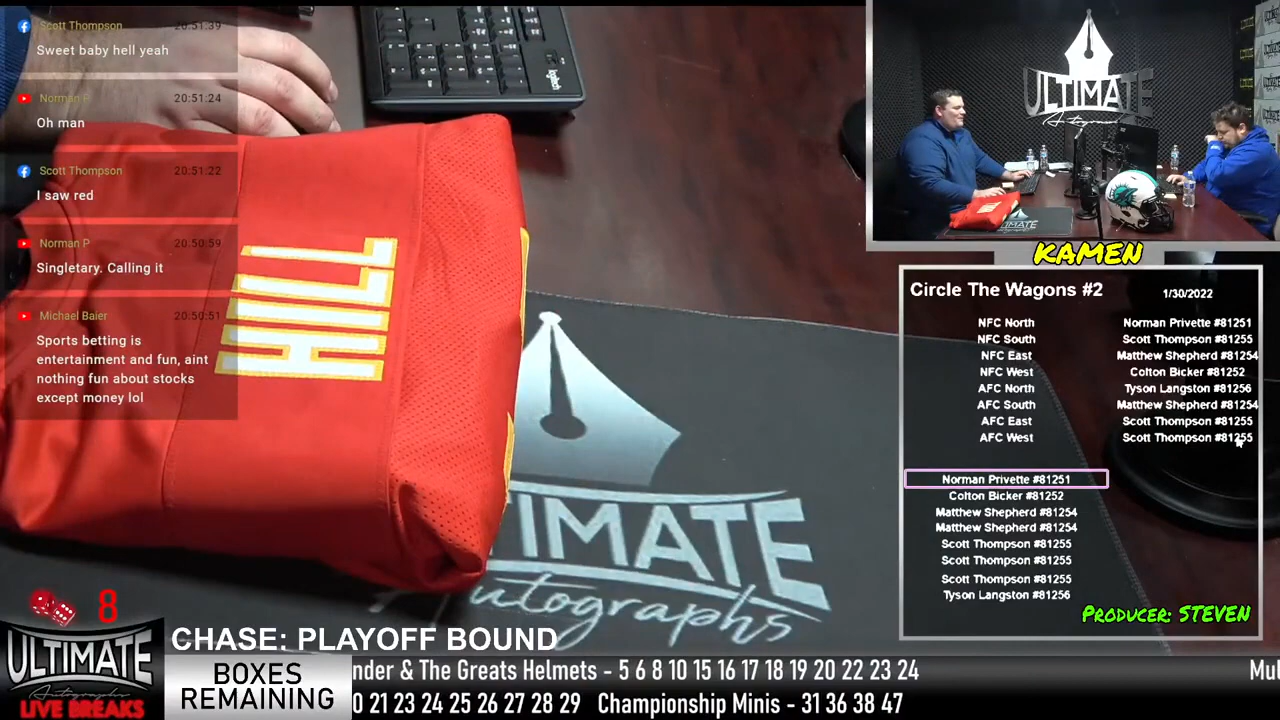 Scott Thompson 20:51:39
Sweet baby hell yeah
Norman P 20:51:24
Oh man
Scott Thompson 20:51:22
I saw red
Norman P 20:50:59
Singletary. Calling it
Michael Baier 20:50:51
Sports betting is
entertainment and fun, aint
nothing fun about stocks
except money lol
logitech
HILL
ULTIMATE
Autographs
ULTIMATE
ULTIMATE
KAMEN
Circle The Wagons #2 1/30/2022
NFC North Norman Privette #81251
NFC South Scott Thompson #81255
NFC East Matthew Shepherd #81254
NFC West Colton Bicker #81252
AFC North Tyson Langston #81256
AFC South Matthew Shepherd #81254
AFC East Scott Thompson #81255
AFC West Scott Thompson #81255
Norman Privette #81251
Colton Bicker #81252
Matthew Shepherd #81254
Matthew Shepherd #81254
Scott Thompson #81255
Scott Thompson #81255
Scott Thompson #81255
Tyson Langston #81256
PRODUCER: STEVEN
8
ULTIMATE
Autographs
LIVE BREAKS
CHASE: PLAYOFF BOUND
BOXES
REMAINING
nder & The Greats Helmets - 5 6 8 10 15 16 17 18 19 20 22 23 24 Mu
0 21 23 24 25 26 27 28 29 Championship Minis - 31 36 38 47